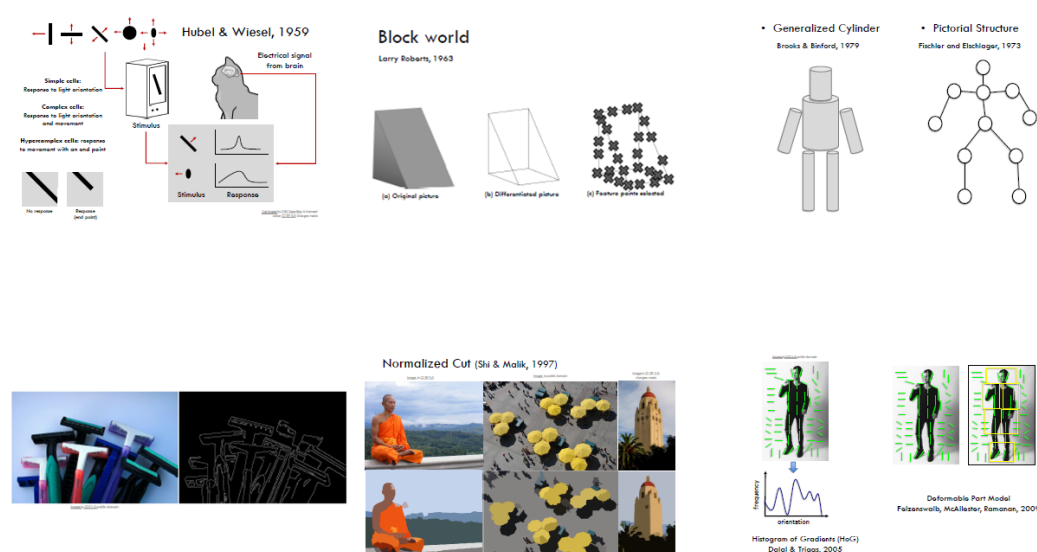 Hubel & Wiesel, 1959
Electrical signal
from brain
Simple cells:
Response to light orientation
Complex cells:
Response to light orientation
and movement
Hypercomplex cells: response
to movement with an end point
Stimulus
Stimulus
Response
No response
Response
(end point)
Block world
Larry Roberts, 1963
(a) Original picture
(b) Differentiated picture
(c) Feature points selected
• Generalized Cylinder
Brooks & Binford, 1979
• Pictorial Structure
Fischler and Elschlager, 1973
Normalized Cut (Shi & Malik, 1997)
frequency
orientation
Histogram of Gradients (HoG)
Dalal & Triggs, 2005
Deformable Part Model
Felzenswalb, McAllester, Ramanan, 2009